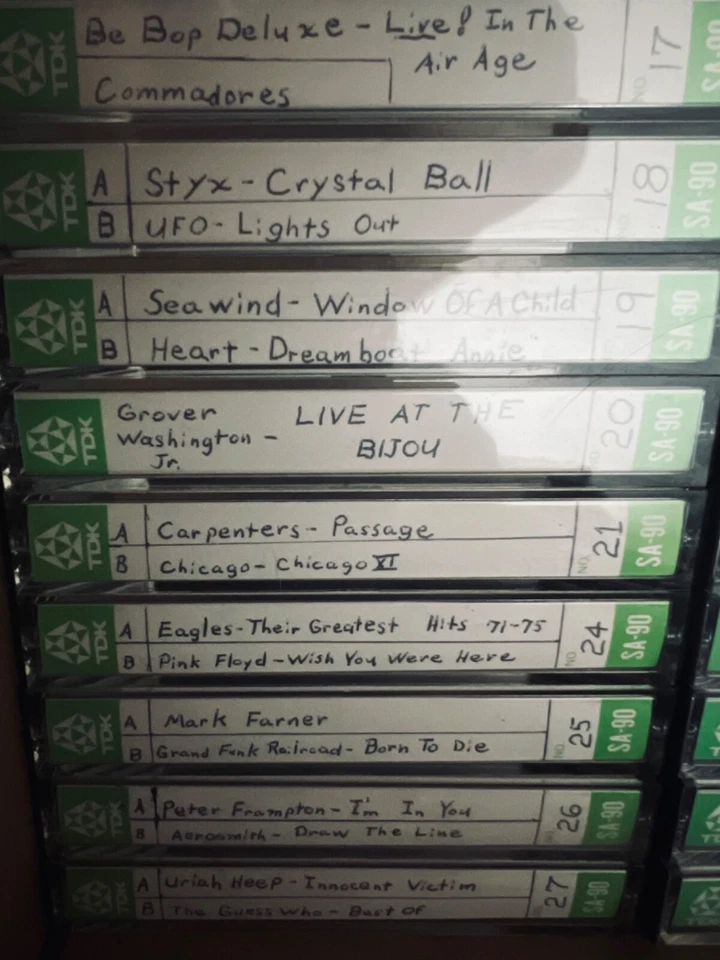 TDK Be Bop Deluxe - Live! In The Air Age NO. 17 SA-90
Commadores
TDK A Styx - Crystal Ball 18 SA-90
B UFO - Lights Out
TDK A Seawind - Window Of A Child 19 SA-90
B Heart - Dreamboat Annie
TDK Grover Washington Jr. - LIVE AT THE BIJOU 20 SA-90
TDK A Carpenters - Passage NO. 21 SA-90
B Chicago - Chicago XI
TDK A Eagles - Their Greatest Hits 71-75 NO. 24 SA-90
B Pink Floyd - Wish You Were Here
TDK A Mark Farner NO. 25 SA-90
B Grand Funk Railroad - Born To Die
TDK A Peter Frampton - I'm In You 26 SA-90
B Aerosmith - Draw The Line
TDK A Uriah Heep - Innocent Victim 27 SA-90
B The Guess Who - Best Of